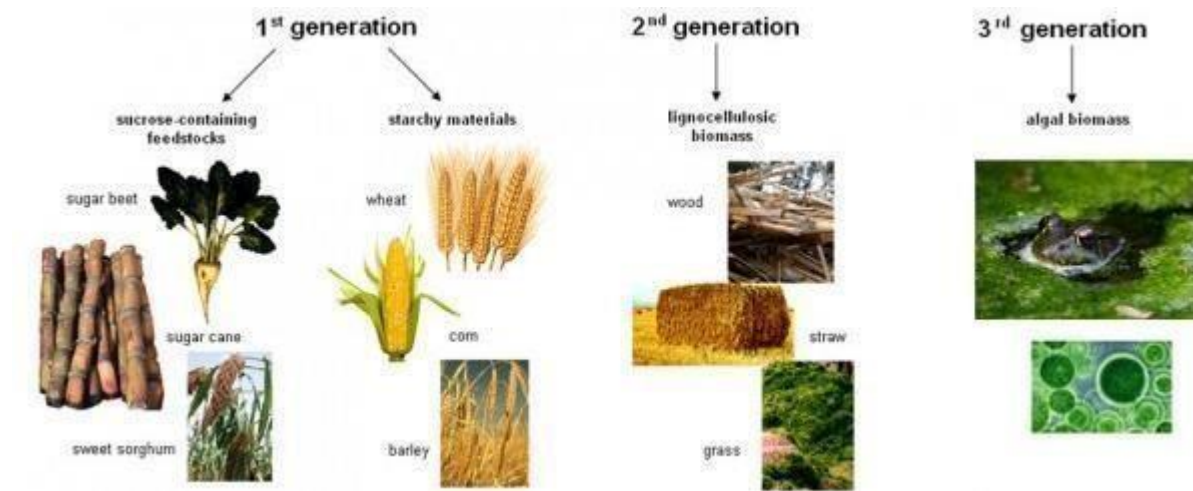 1st generation
sucrose-containing
feedstocks
sugar beet
sugar cane
sweet sorghum
starchy materials
wheat
corn
barley
2nd generation
lignocellulosic
biomass
wood
straw
grass
3rd generation
algal biomass